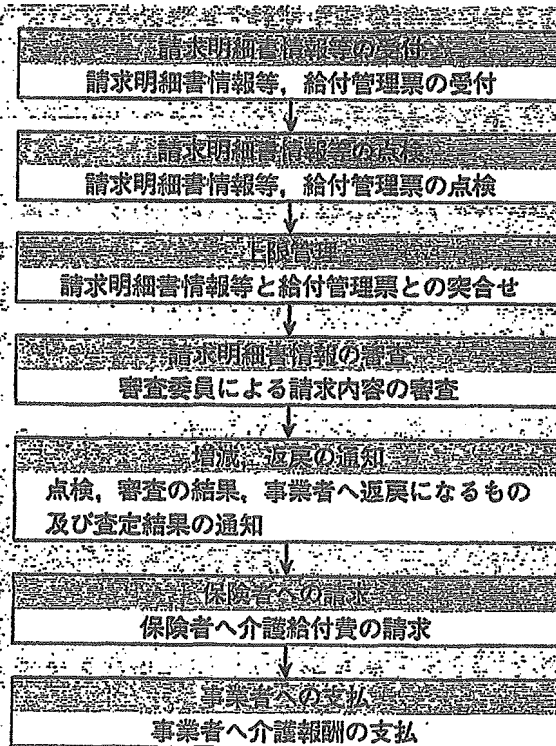 請求明細書情報等の受付
請求明細書情報等，給付管理票の受付
請求明細書情報等の点検
請求明細書情報等，給付管理票の点検
上限管理
請求明細書情報等と給付管理票との突合せ
請求明細書情報の審査
審査委員による請求内容の審査
増減，返戻の通知
点検，審査の結果，事業者へ返戻になるもの
及び査定結果の通知
保険者への請求
保険者へ介護給付費の請求
事業者への支払
事業者へ介護報酬の支払